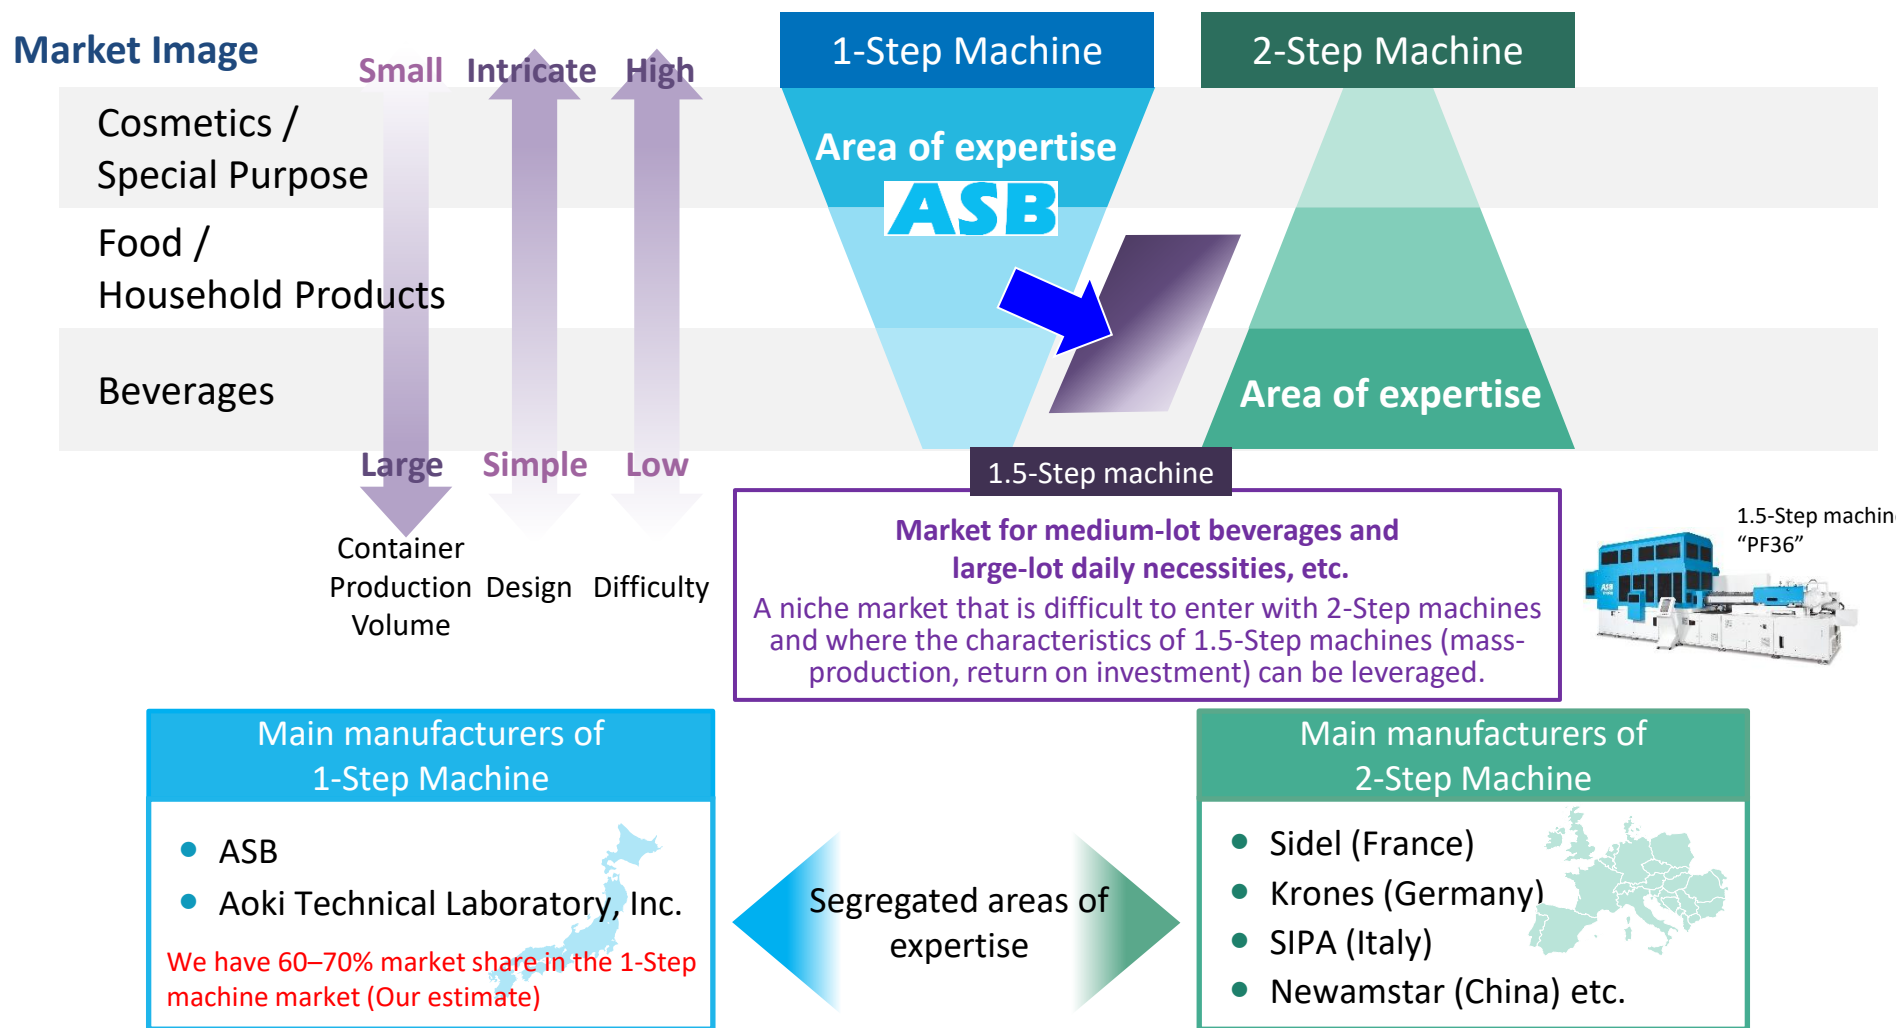 Market Image
Small
Intricate
High
1-Step Machine
2-Step Machine
Cosmetics /
Special Purpose
Area of expertise
ASB
Food /
Household Products
Beverages
Area of expertise
Large
Simple
Low
Container
Production
Volume
Design
Difficulty
1.5-Step machine
Market for medium-lot beverages and
large-lot daily necessities, etc.
A niche market that is difficult to enter with 2-Step machines
and where the characteristics of 1.5-Step machines (mass-
production, return on investment) can be leveraged.
1.5-Step machin
“PF36”
ASB
Main manufacturers of
1-Step Machine
• ASB
• Aoki Technical Laboratory, Inc.
We have 60–70% market share in the 1-Step
machine market (Our estimate)
Segregated areas of
expertise
Main manufacturers of
2-Step Machine
• Sidel (France)
• Krones (Germany)
• SIPA (Italy)
• Newamstar (China) etc.